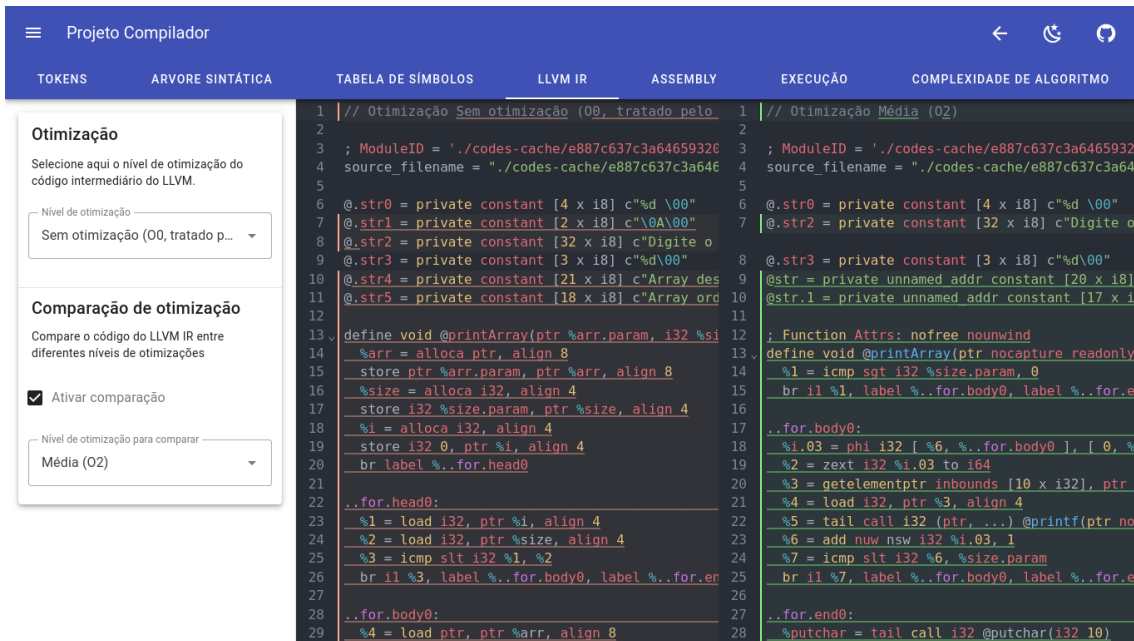 Projeto Compilador
TOKENS
ARVORE SINTÁTICA
TABELA DE SÍMBOLOS
LLVM IR
ASSEMBLY
EXECUÇÃO
COMPLEXIDADE DE ALGORITMO
Otimização
Selecione aqui o nível de otimização do
código intermediário do LLVM.
Nível de otimização
Sem otimização (O0, tratado p...
Comparação de otimização
Compare o código do LLVM IR entre
diferentes níveis de otimizações
Ativar comparação
Nível de otimização para comparar
Média (O2)
1 // Otimização Sem otimização (O0, tratado pelo
2
3 ; ModuleID = './codes-cache/e887c637c3a64659320
4 source_filename = "./codes-cache/e887c637c3a646
5
6 @.str0 = private constant [4 x i8] c"%d \00"
7 @.str1 = private constant [2 x i8] c"\0A\00"
8 @.str2 = private constant [32 x i8] c"Digite o
9 @.str3 = private constant [3 x i8] c"%d\00"
10 @.str4 = private constant [21 x i8] c"Array des
11 @.str5 = private constant [18 x i8] c"Array ord
12
13 define void @printArray(ptr %arr.param, i32 %si
14 %arr = alloca ptr, align 8
15 store ptr %arr.param, ptr %arr, align 8
16 %size = alloca i32, align 4
17 store i32 %size.param, ptr %size, align 4
18 %i = alloca i32, align 4
19 store i32 0, ptr %i, align 4
20 br label %..for.head0
21
22 ..for.head0:
23 %1 = load i32, ptr %i, align 4
24 %2 = load i32, ptr %size, align 4
25 %3 = icmp slt i32 %1, %2
26 br i1 %3, label %..for.body0, label %..for.en
27
28 ..for.body0:
29 %4 = load ptr, ptr %arr, align 8
1 // Otimização Média (O2)
2
3 ; ModuleID = './codes-cache/e887c637c3a6465932
4 source_filename = "./codes-cache/e887c637c3a64
5
6 @.str0 = private constant [4 x i8] c"%d \00"
7 @.str2 = private constant [32 x i8] c"Digite o
8 @.str3 = private constant [3 x i8] c"%d\00"
9 @str = private unnamed_addr constant [20 x i8]
10 @str.1 = private unnamed_addr constant [17 x i
11
12 ; Function Attrs: nofree nounwind
13 define void @printArray(ptr nocapture readonly
14 %1 = icmp sgt i32 %size.param, 0
15 br i1 %1, label %..for.body0, label %..for.e
16
17 ..for.body0:
18 %i.03 = phi i32 [ %6, %..for.body0 ], [ 0, %
19 %2 = zext i32 %i.03 to i64
20 %3 = getelementptr inbounds [10 x i32], ptr
21 %4 = load i32, ptr %3, align 4
22 %5 = tail call i32 (ptr, ...) @printf(ptr no
23 %6 = add nuw nsw i32 %i.03, 1
24 %7 = icmp slt i32 %6, %size.param
25 br i1 %7, label %..for.body0, label %..for.e
26
27 ..for.end0:
28 %putchar = tail call i32 @putchar(i32 10)